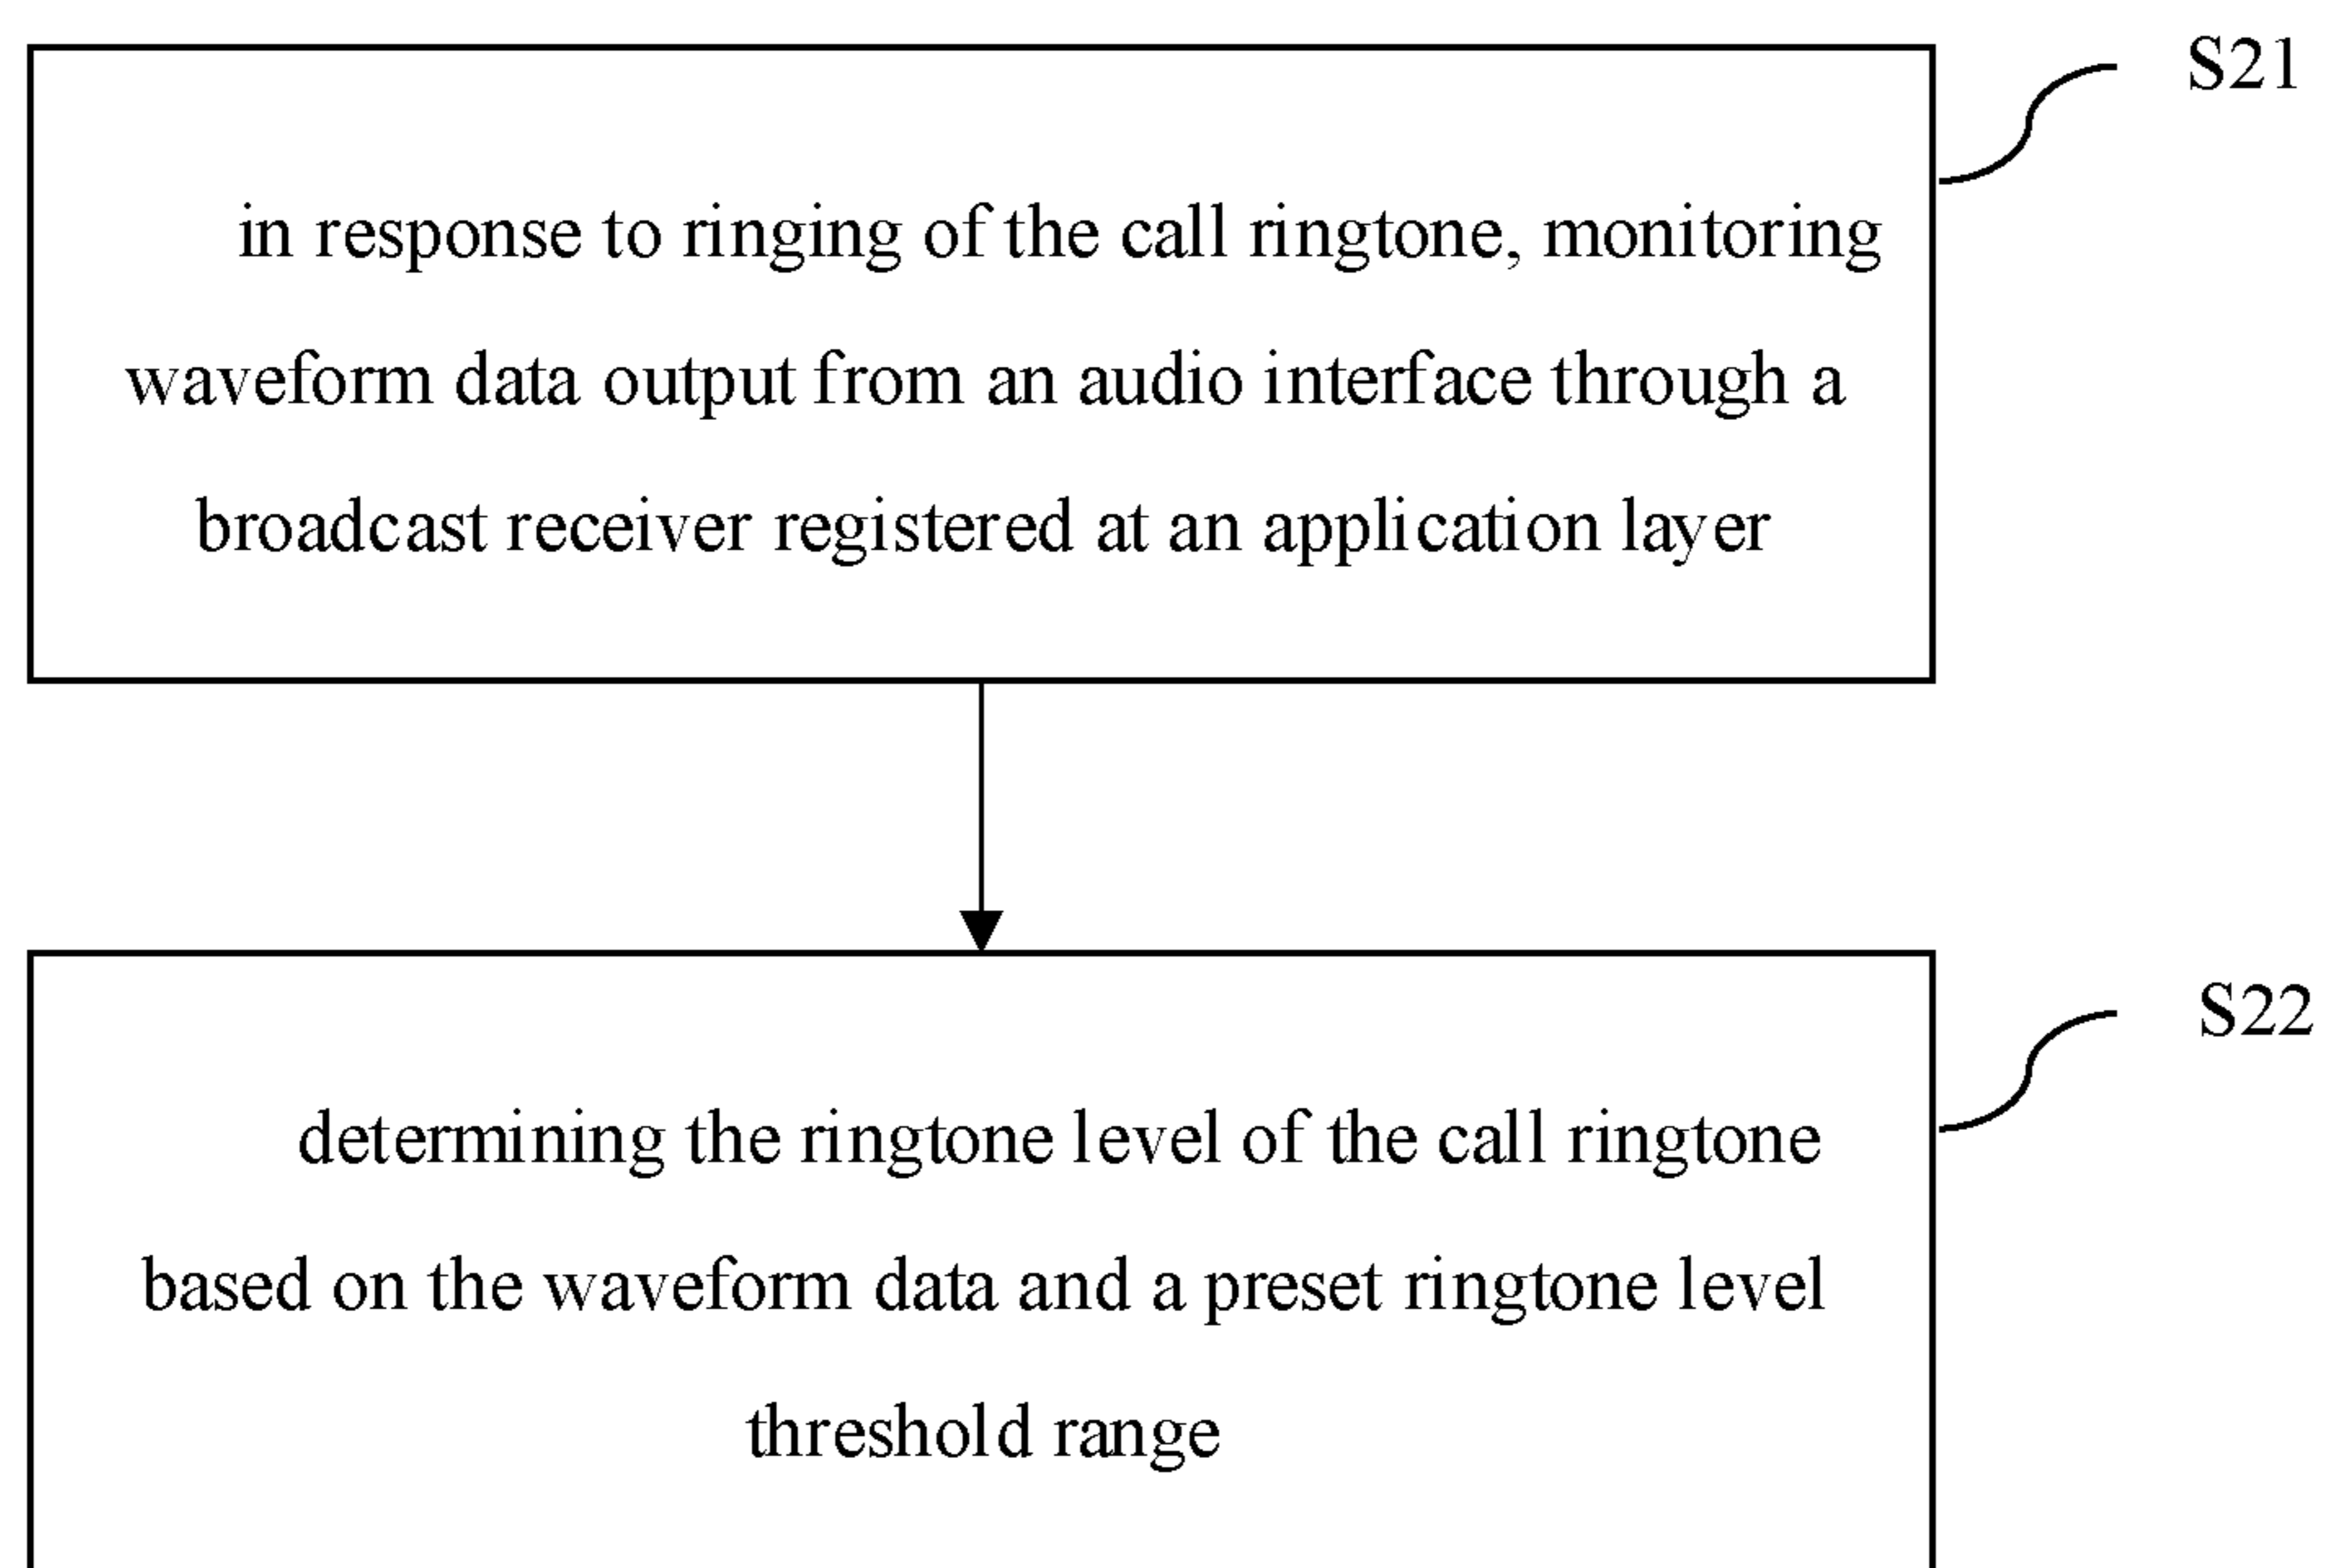 S21
in response to ringing of the call ringtone, monitoring
waveform data output from an audio interface through a
broadcast receiver registered at an application layer
S22
determining the ringtone level of the call ringtone
based on the waveform data and a preset ringtone level
threshold range